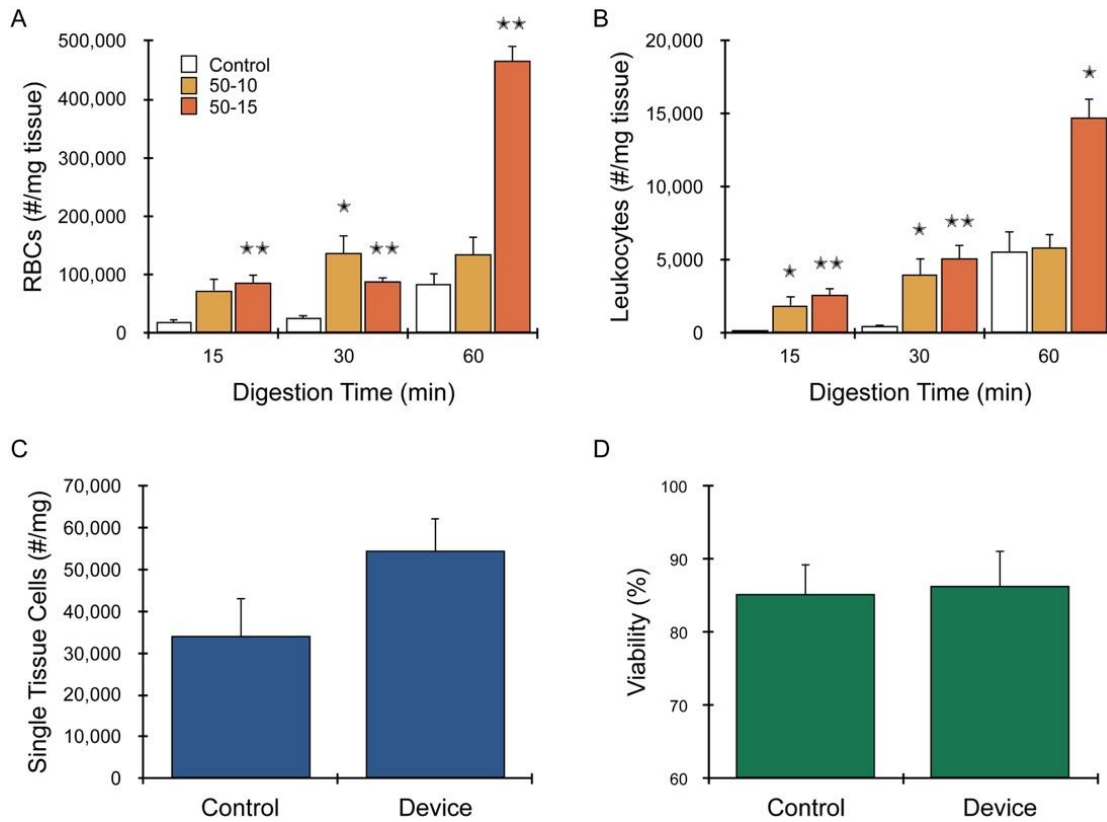 A
RBCs (#/mg tissue)
500,000
400,000
300,000
200,000
100,000
0
Control
50-10
50-15
★★
★
★★
★★
15
30
60
Digestion Time (min)
B
Leukocytes (#/mg tissue)
20,000
15,000
10,000
5,000
0
★
★★
★
★★
★
15
30
60
Digestion Time (min)
C
Single Tissue Cells (#/mg)
70,000
60,000
50,000
40,000
30,000
20,000
10,000
0
Control
Device
D
Viability (%)
100
90
80
70
60
Control
Device